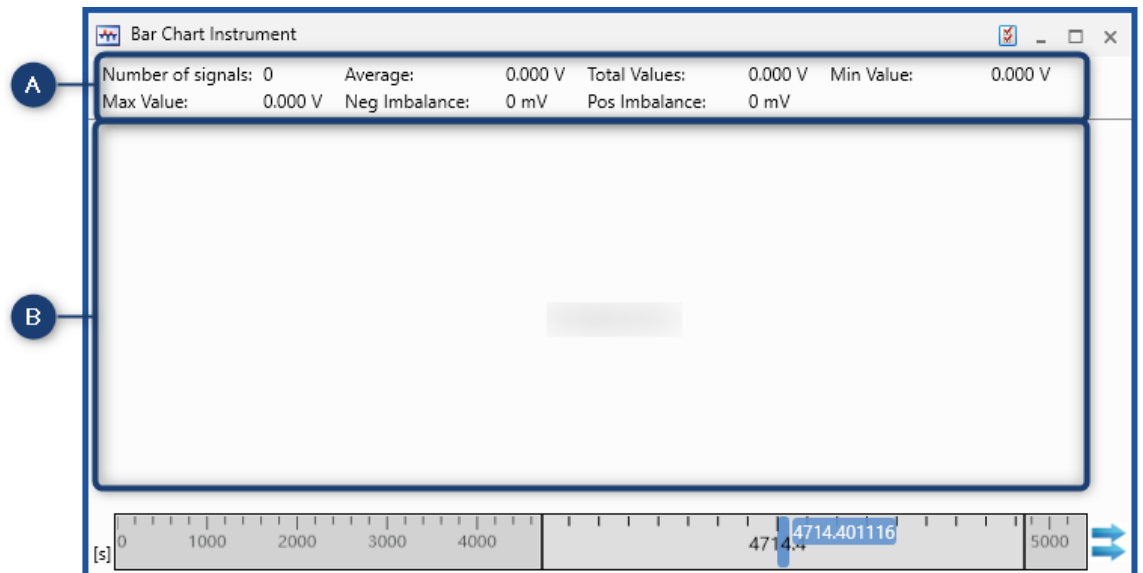 Bar Chart Instrument
A
Number of signals: 0 Average: 0.000 V Total Values: 0.000 V Min Value: 0.000 V
Max Value: 0.000 V Neg Imbalance: 0 mV Pos Imbalance: 0 mV
B
4714.401116
[s] 0 1000 2000 3000 4000 4714.4 5000